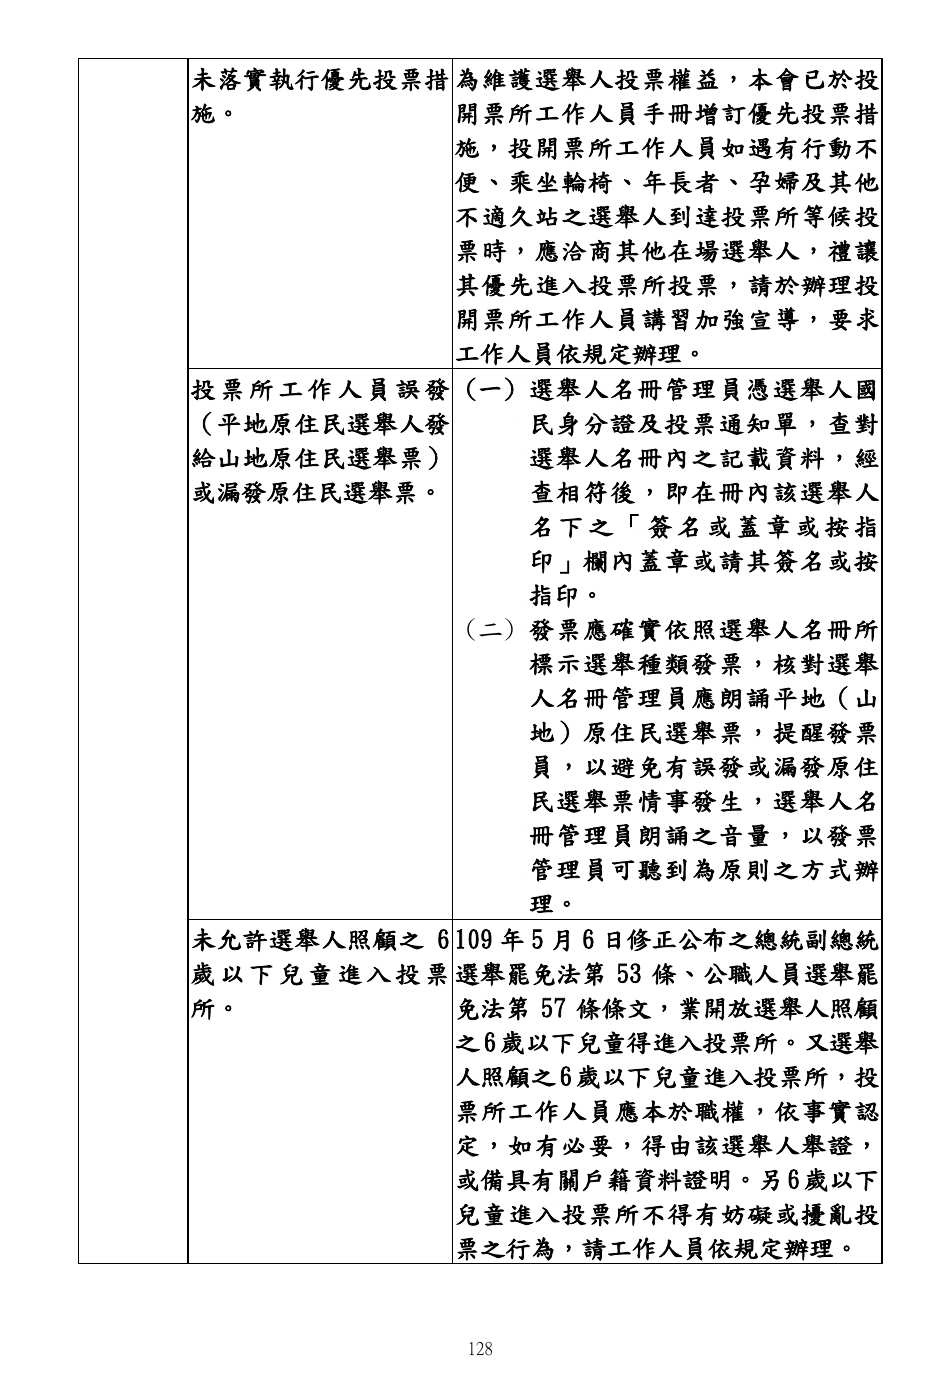 未落實執行優先投票措
施。
為維護選舉人投票權益，本會已於投
開票所工作人員手冊增訂優先投票措
施，投開票所工作人員如遇有行動不
便、乘坐輪椅、年長者、孕婦及其他
不適久站之選舉人到達投票所等候投
票時，應洽商其他在場選舉人，禮讓
其優先進入投票所投票，請於辦理投
開票所工作人員講習加強宣導，要求
工作人員依規定辦理。
投票所工作人員誤發
（平地原住民選舉人發
給山地原住民選舉票）
或漏發原住民選舉票。
（一）選舉人名冊管理員憑選舉人國
民身分證及投票通知單，查對
選舉人名冊內之記載資料，經
查相符後，即在冊內該選舉人
名下之「簽名或蓋章或按指
印」欄內蓋章或請其簽名或按
指印。
（二）發票應確實依照選舉人名冊所
標示選舉種類發票，核對選舉
人名冊管理員應朗誦平地（山
地）原住民選舉票，提醒發票
員，以避免有誤發或漏發原住
民選舉票情事發生，選舉人名
冊管理員朗誦之音量，以發票
管理員可聽到為原則之方式辦
理。
未允許選舉人照顧之 6
歲以下兒童進入投票
所。
109 年 5 月 6 日修正公布之總統副總統
選舉罷免法第 53 條、公職人員選舉罷
免法第 57 條條文，業開放選舉人照顧
之 6 歲以下兒童得進入投票所。又選舉
人照顧之 6 歲以下兒童進入投票所，投
票所工作人員應本於職權，依事實認
定，如有必要，得由該選舉人舉證，
或備具有關戶籍資料證明。另 6 歲以下
兒童進入投票所不得有妨礙或擾亂投
票之行為，請工作人員依規定辦理。
128